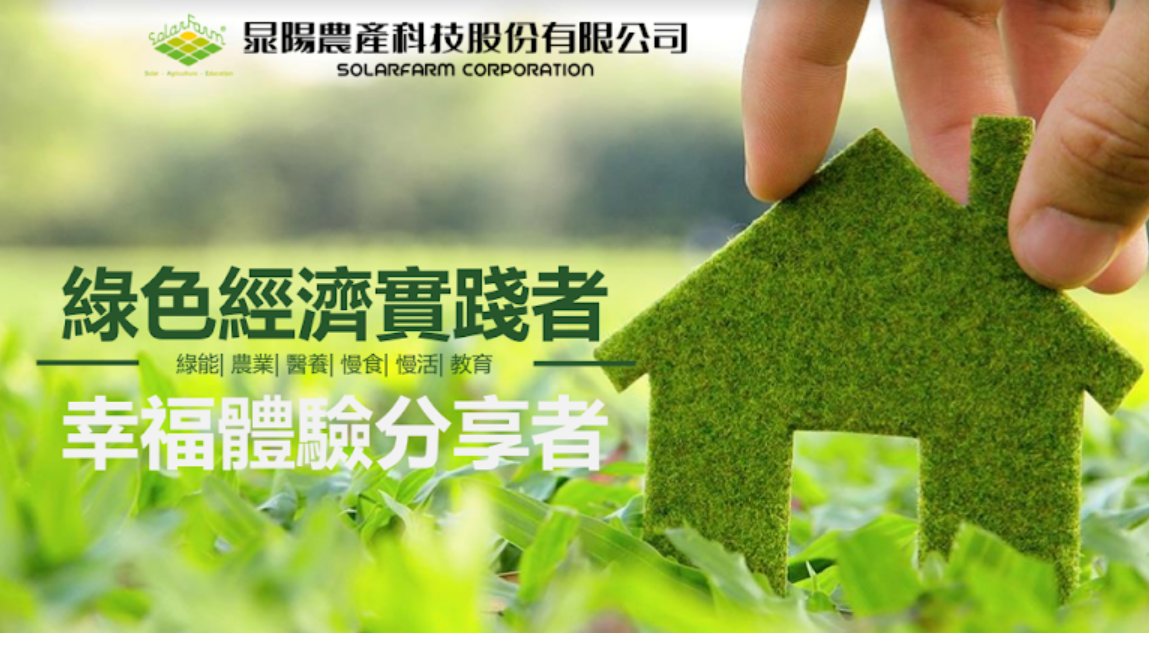 SolarFarm
Solar - Agriculture - Education
晁陽農產科技股份有限公司
SOLARFARM CORPORATION
綠色經濟實踐者
綠能| 農業| 醫養| 慢食| 慢活| 教育
幸福體驗分享者